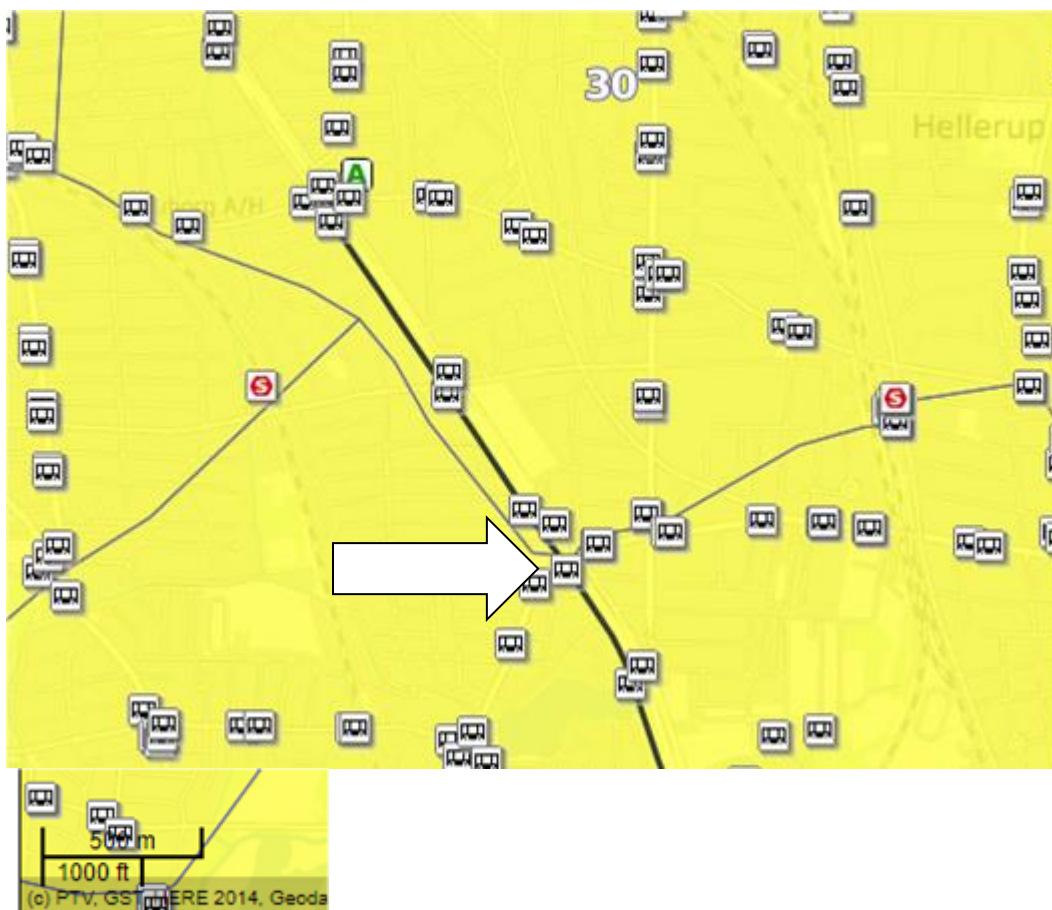 30
Hellerup
A
A/H
S
S
500 m
1000 ft
(c) PTV, GST HERE 2014, Geoda